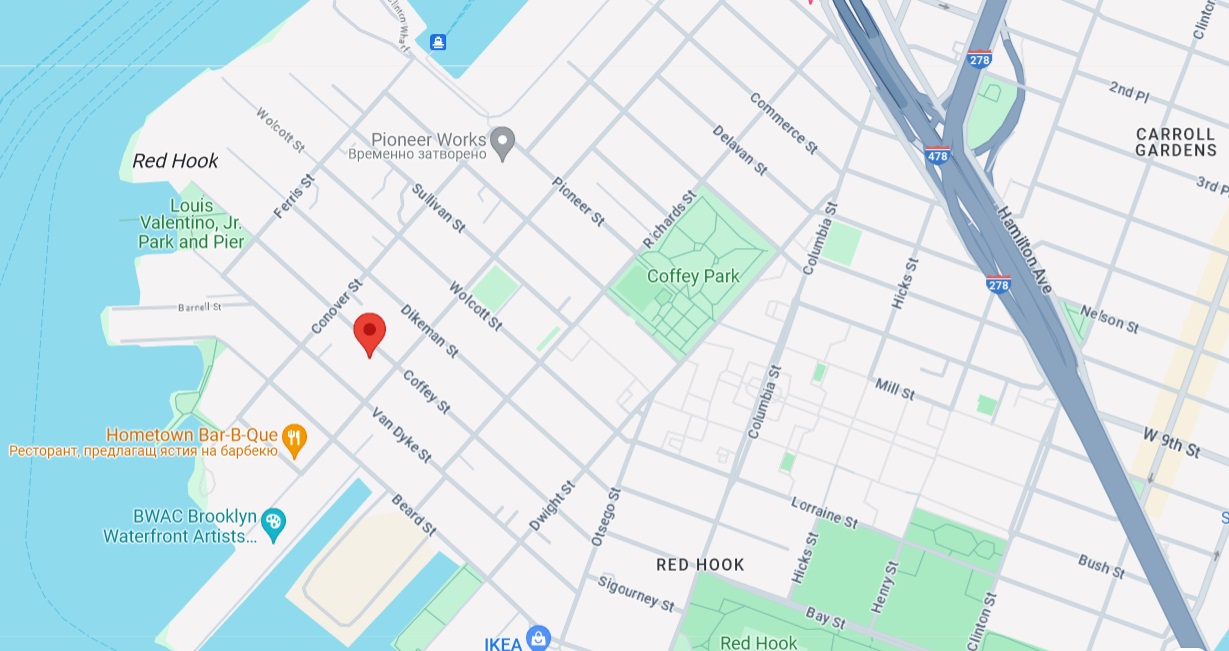 Clinton Wharf
278
Clinton
2nd Pl
Wolcott St
Commerce St
Pioneer Works
Временно затворено
Delavan St
478
CARROLL
GARDENS
Red Hook
Ferris St
Sullivan St
Pioneer St
Richards St
3rd P
Louis
Valentino, Jr.
Park and Pier
Columbia St
Hamilton Ave
Coffey Park
Hicks St
278
Barnell St
Conover St
Wolcott St
Dikeman St
Nelson St
Coffey St
Mill St
Columbia St
Van Dyke St
Hometown Bar-B-Que
Ресторант, предлагащ ястия на барбекю
W 9th St
BWAC Brooklyn
Waterfront Artists...
Beard St
Dwight St
Otsego St
Lorraine St
S
RED HOOK
Hicks St
Henry St
Bush St
Sigourney St
Bay St
Clinton St
IKEA
Red Hook